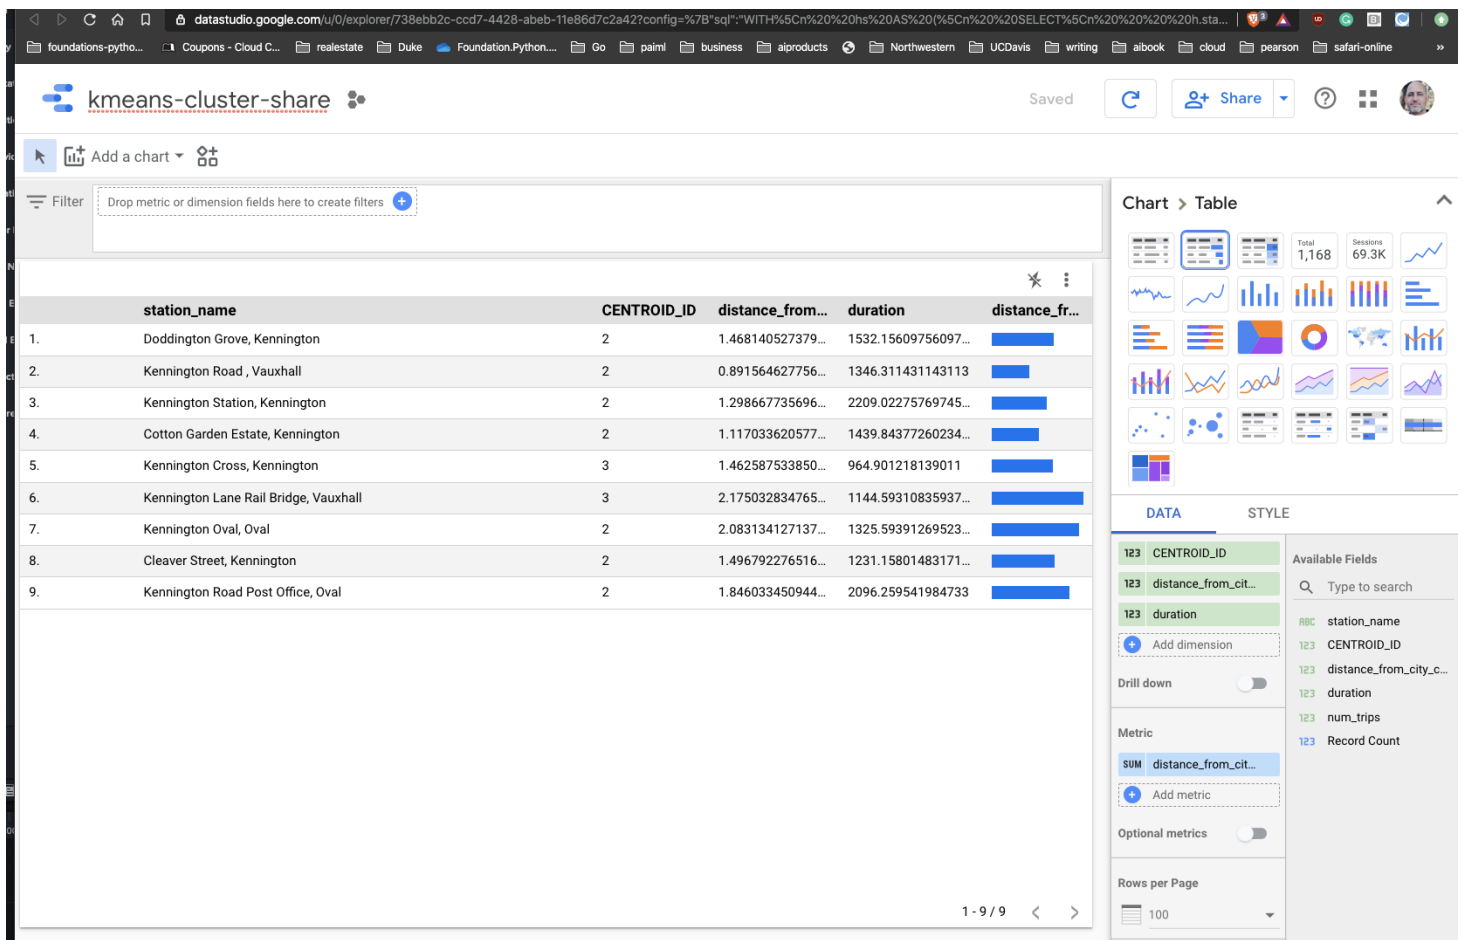 datastudio.google.com/u/0/explorer/738ebb2c-ccd7-4428-abeb-11e86d7c2a42?config=%7B"sql":"WITH%5Cn%20%20hs%20AS%20(%5Cn%20%20SELECT%5Cn%20%20%20%20h.sta...
foundations-pytho... Coupons - Cloud C... realestate Duke Foundation.Python.... Go paiml business aiproducts Northwestern UCDavis writing aibook cloud pearson safari-online »
kmeans-cluster-share Saved Share
Add a chart
Filter Drop metric or dimension fields here to create filters
Chart > Table
Total 1,168 Sessions 69.3K
station_name CENTROID_ID distance_from... duration distance_fr...
1. Doddington Grove, Kennington 2 1.468140527379... 1532.15609756097...
2. Kennington Road , Vauxhall 2 0.891564627756... 1346.311431143113
3. Kennington Station, Kennington 2 1.298667735696... 2209.02275769745...
4. Cotton Garden Estate, Kennington 2 1.117033620577... 1439.84377260234...
5. Kennington Cross, Kennington 3 1.462587533850... 964.901218139011
6. Kennington Lane Rail Bridge, Vauxhall 3 2.175032834765... 1144.59310835937...
7. Kennington Oval, Oval 2 2.083134127137... 1325.59391269523...
8. Cleaver Street, Kennington 2 1.496792276516... 1231.15801483171...
9. Kennington Road Post Office, Oval 2 1.846033450944... 2096.259541984733
1 - 9 / 9
DATA STYLE
123 CENTROID_ID
123 distance_from_cit...
123 duration
Add dimension
Drill down
Metric
SUM distance_from_cit...
Add metric
Optional metrics
Rows per Page
100
Available Fields
Type to search
ABC station_name
123 CENTROID_ID
123 distance_from_city_c...
123 duration
123 num_trips
123 Record Count